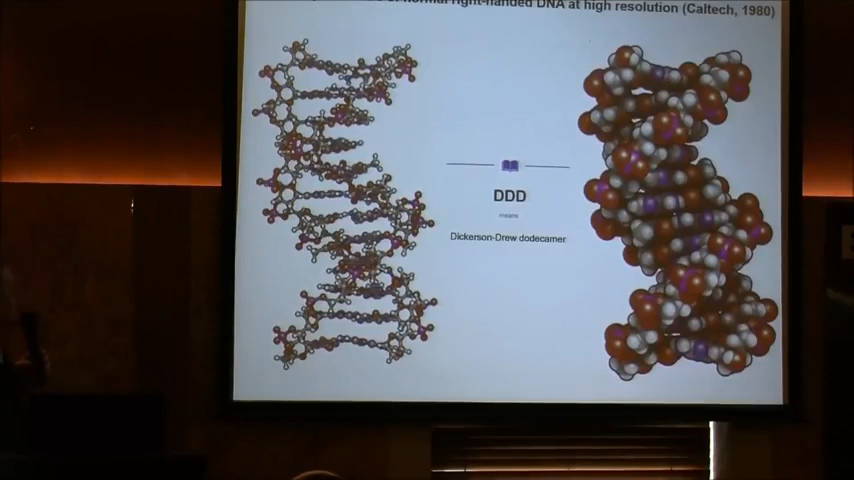 normal right-handed DNA at high resolution (Caltech, 1980)
DDD
means
Dickerson-Drew dodecamer